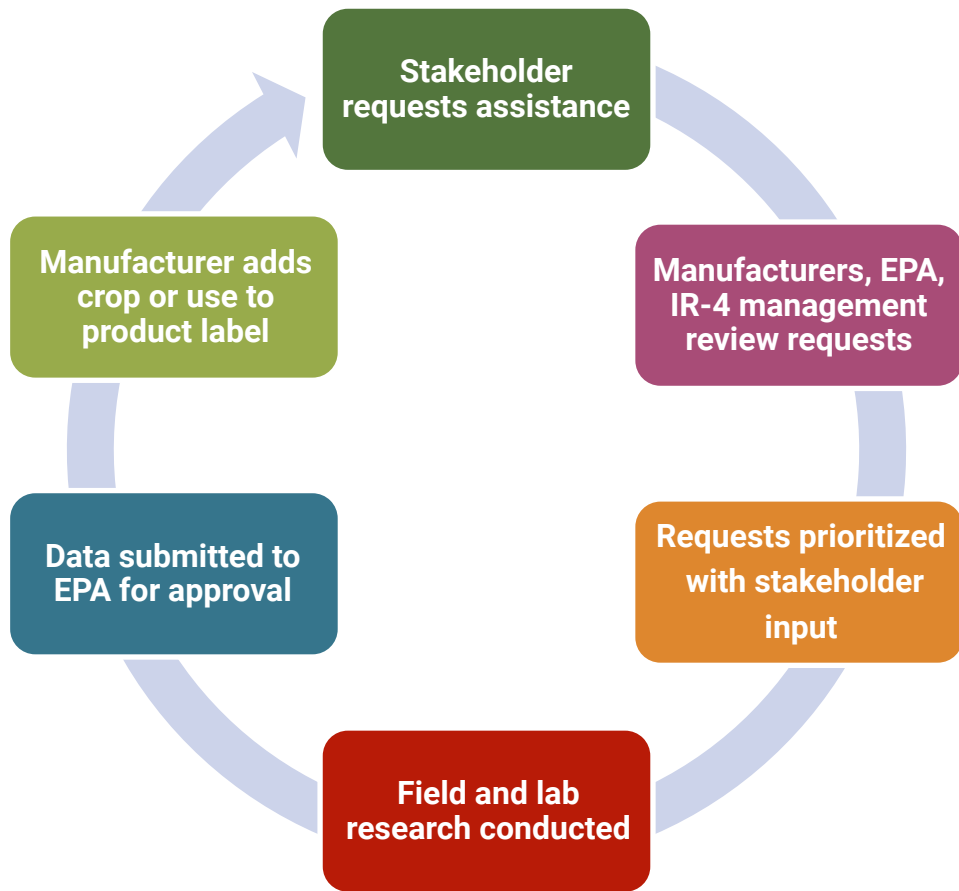 Stakeholder
requests assistance
Manufacturers, EPA,
IR-4 management
review requests
Requests prioritized
with stakeholder
input
Field and lab
research conducted
Data submitted to
EPA for approval
Manufacturer adds
crop or use to
product label